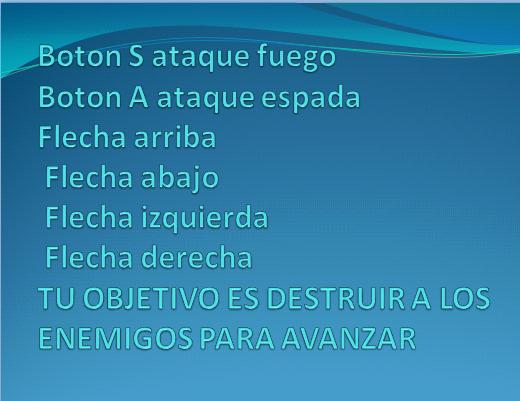 Boton S ataque fuego
Boton A ataque espada
Flecha arriba
Flecha abajo
Flecha izquierda
Flecha derecha
TU OBJETIVO ES DESTRUIR A LOS
ENEMIGOS PARA AVANZAR